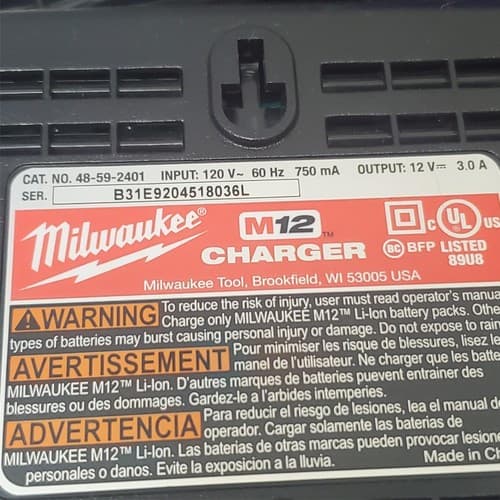 CAT. NO. 48-59-2401 INPUT: 120 V~ 60 Hz 750 mA OUTPUT: 12 V⎓ 3.0 A
SER. B31E9204518036L
Milwaukee®
M12™
CHARGER
C UL US
BC BFP LISTED
89U8
Milwaukee Tool, Brookfield, WI 53005 USA
⚠WARNING To reduce the risk of injury, user must read operator's manua
Charge only MILWAUKEE M12™ Li-Ion battery packs. Othe
types of batteries may burst causing personal injury or damage. Do not expose to ran
AVERTISSEMENT Pour minimiser les risque de blessures, lisez le
manel de l'utilisateur. Ne charger que les batt
MILWAUKEE M12™ Li-Ion. D'autres marques de batteries peuvent entrainer des
blessures ou des dommages. Gardez-le a l'arbides intemperies.
ADVERTENCIA Para reducir el riesgo de lesiones, lea el manual de
operador. Cargar solamente las baterias de
MILWAUKEE M12™ Li-Ion. Las baterias de otras marcas pueden provocar lesione
personales o danos. Evite la exposicion a la lluvia. Made in Ch